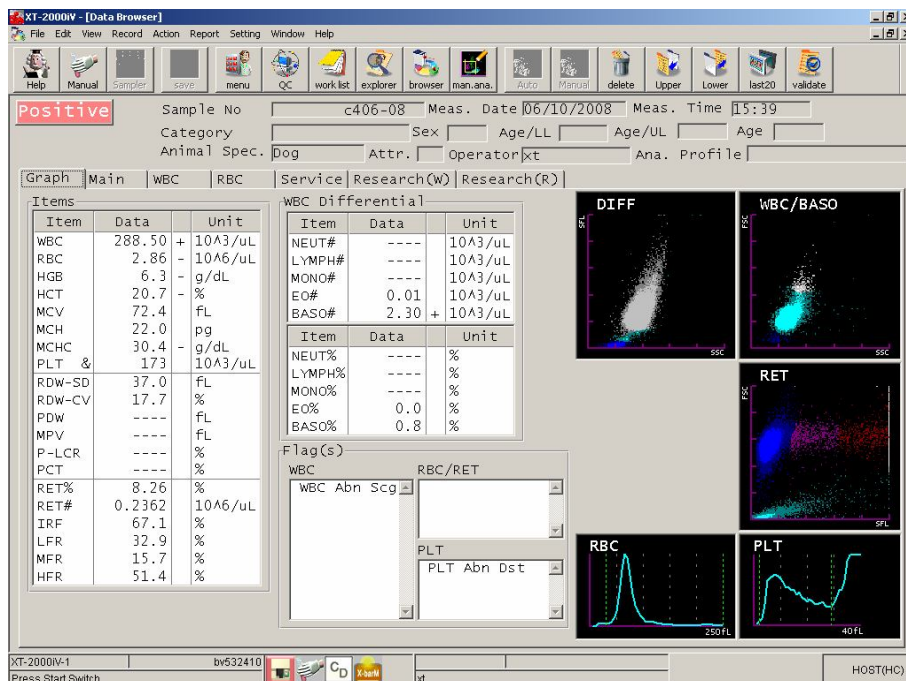 XT-2000iV - [Data Browser]
File Edit View Record Action Report Setting Window Help
Help Manual Sampler save menu QC work list explorer browser man.ana. Auto Manual delete Upper Lower last20 validate
Positive Sample No c406-08 Meas. Date 06/10/2008 Meas. Time 15:39
Category Sex Age/LL Age/UL Age
Animal Spec. Dog Attr. Operator xt Ana. Profile
Graph Main WBC RBC Service Research(W) Research(R)
Items
Item Data Unit
WBC 288.50 + 10^3/uL
RBC 2.86 - 10^6/uL
HGB 6.3 - g/dL
HCT 20.7 - %
MCV 72.4 fL
MCH 22.0 pg
MCHC 30.4 - g/dL
PLT & 173 10^3/uL
RDW-SD 37.0 fL
RDW-CV 17.7 %
PDW ---- fL
MPV ---- fL
P-LCR ---- %
PCT ---- %
RET% 8.26 %
RET# 0.2362 10^6/uL
IRF 67.1 %
LFR 32.9 %
MFR 15.7 %
HFR 51.4 %
WBC Differential
Item Data Unit
NEUT# ---- 10^3/uL
LYMPH# ---- 10^3/uL
MONO# ---- 10^3/uL
EO# 0.01 10^3/uL
BASO# 2.30 + 10^3/uL
Item Data Unit
NEUT% ---- %
LYMPH% ---- %
MONO% ---- %
EO% 0.0 %
BASO% 0.8 %
Flag(s)
WBC RBC/RET
WBC Abn Scg
PLT
PLT Abn Dst
DIFF
SFL
SSC
WBC/BASO
FSC
SSC
RET
FSC
SFL
RBC
250fL
PLT
40fL
XT-2000iV-1 bv532410
CD X-barM
Press Start Switch xt HOST(HC)